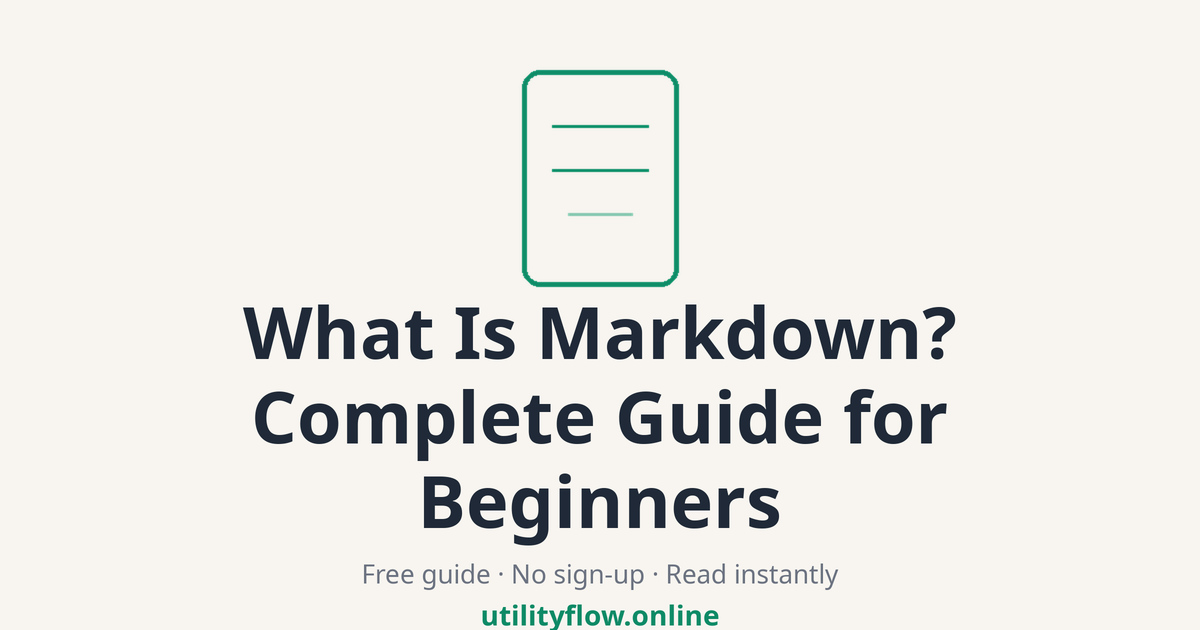 What Is Markdown?
Complete Guide for
Beginners
Free guide · No sign-up · Read instantly
utilityflow.online